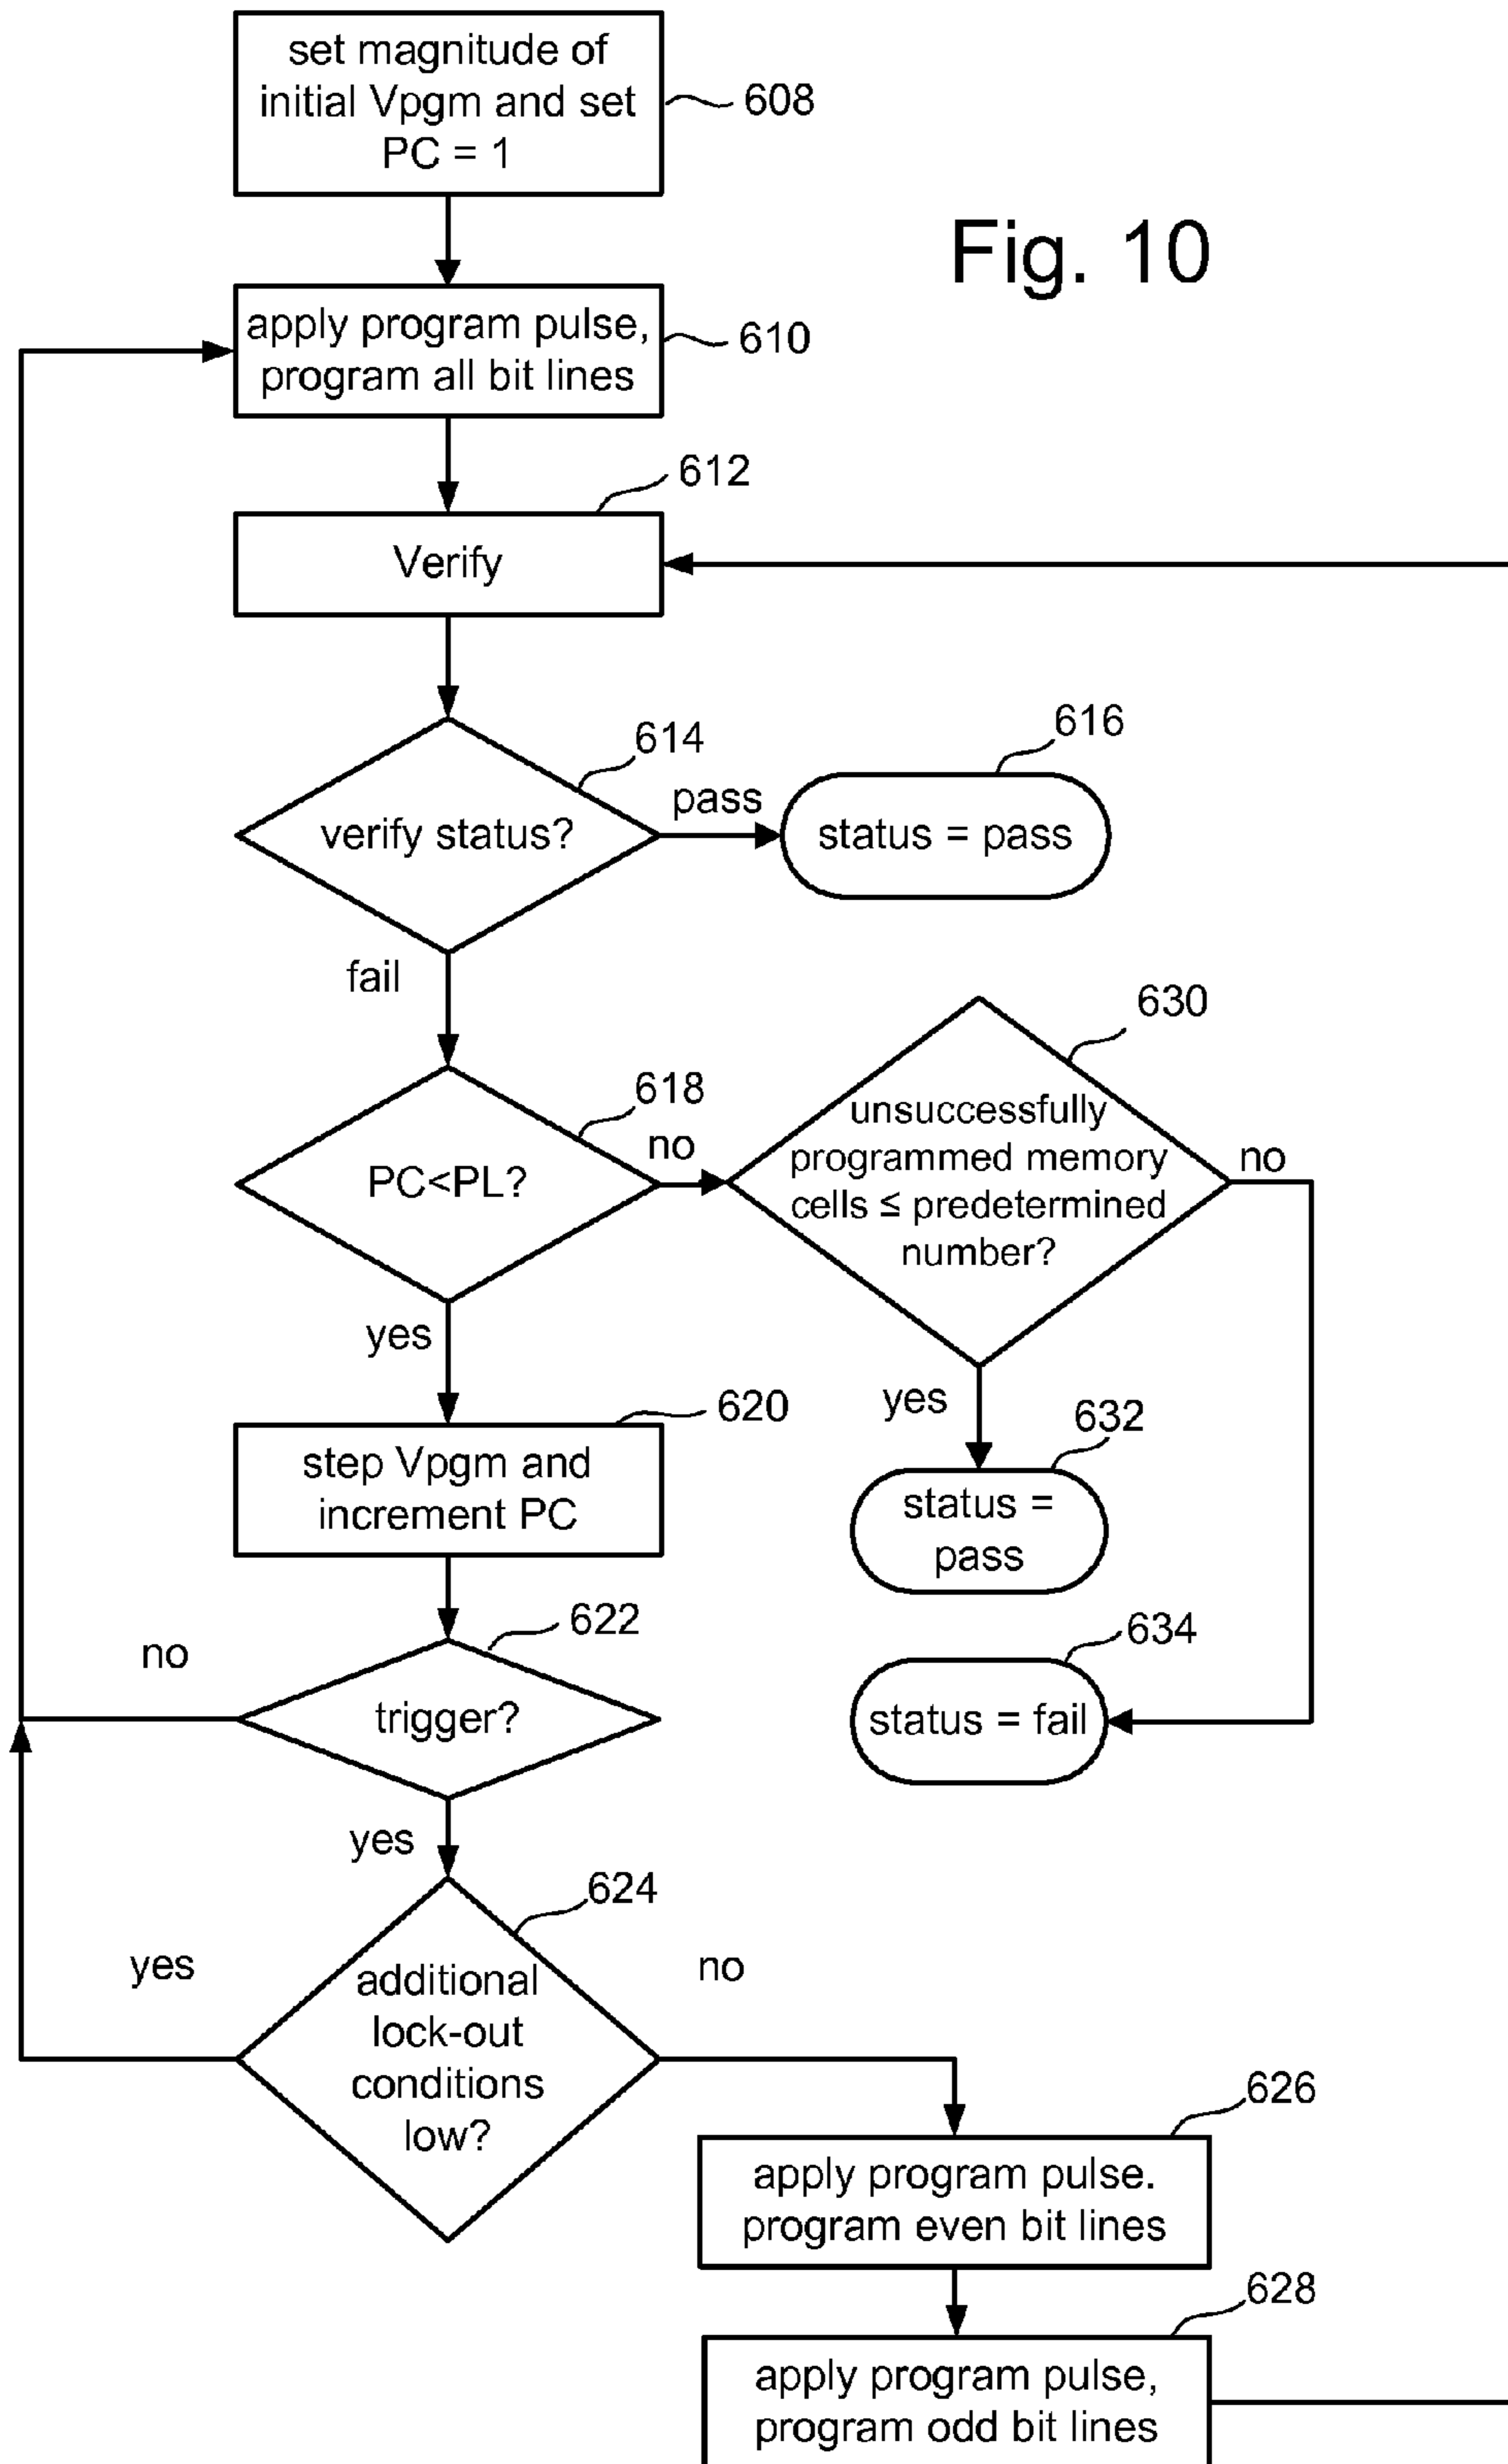 set magnitude of
initial Vpgm and set
PC = 1
608
Fig. 10
apply program pulse,
program all bit lines
610
612
Verify
614
verify status?
pass
616
status = pass
fail
618
PC<PL?
no
630
unsuccessfully
programmed memory
cells ≤ predetermined
number?
no
yes
yes
632
status =
pass
620
step Vpgm and
increment PC
622
trigger?
no
634
status = fail
yes
624
additional
lock-out
conditions
low?
yes
no
626
apply program pulse.
program even bit lines
628
apply program pulse,
program odd bit lines